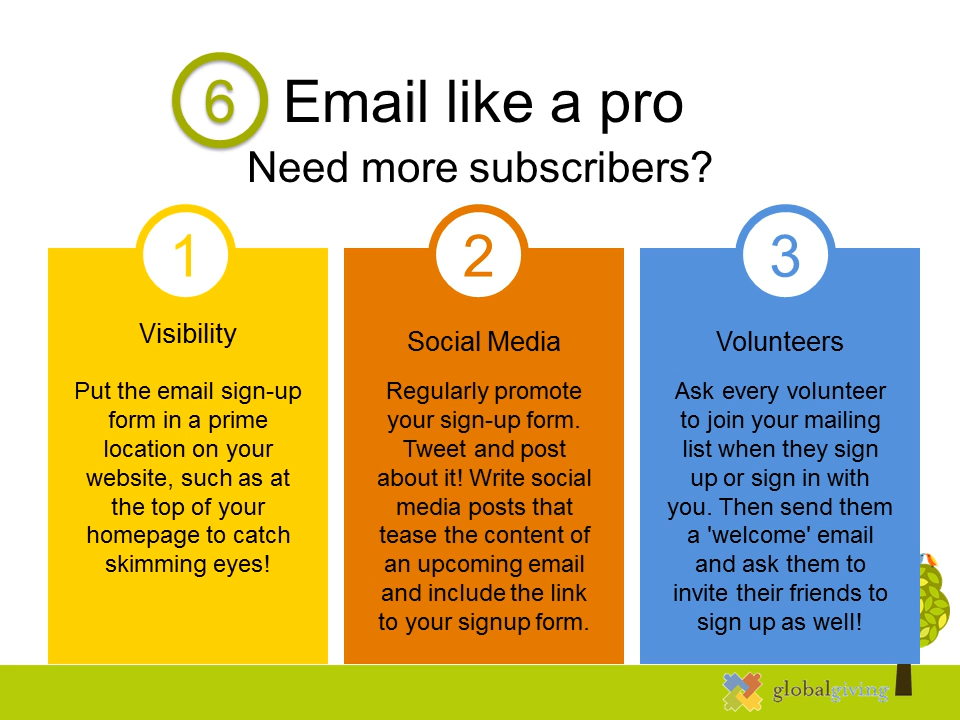 6 Email like a pro
Need more subscribers?
1
Visibility
Put the email sign-up
form in a prime
location on your
website, such as at
the top of your
homepage to catch
skimming eyes!
2
Social Media
Regularly promote
your sign-up form.
Tweet and post
about it! Write social
media posts that
tease the content of
an upcoming email
and include the link
to your signup form.
3
Volunteers
Ask every volunteer
to join your mailing
list when they sign
up or sign in with
you. Then send them
a 'welcome' email
and ask them to
invite their friends to
sign up as well!
globalgiving